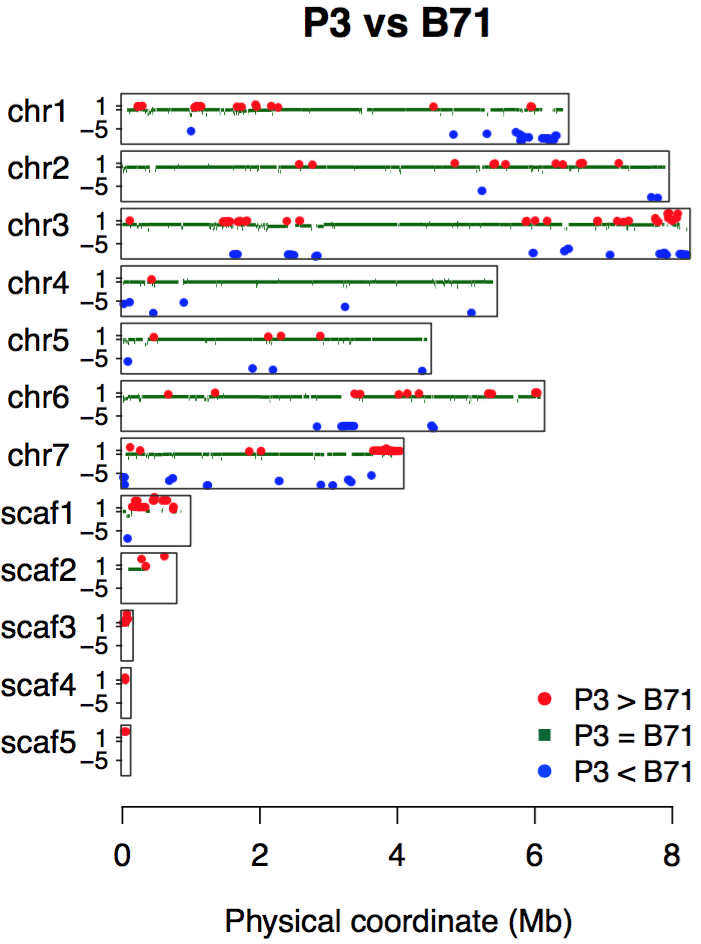 P3 vs B71
chr1 1 −5
chr2 1 −5
chr3 1 −5
chr4 1 −5
chr5 1 −5
chr6 1 −5
chr7 1 −5
scaf1 1 −5
scaf2 1 −5
scaf3 1 −5
scaf4 1 −5
scaf5 1 −5
P3 > B71
P3 = B71
P3 < B71
0 2 4 6 8
Physical coordinate (Mb)